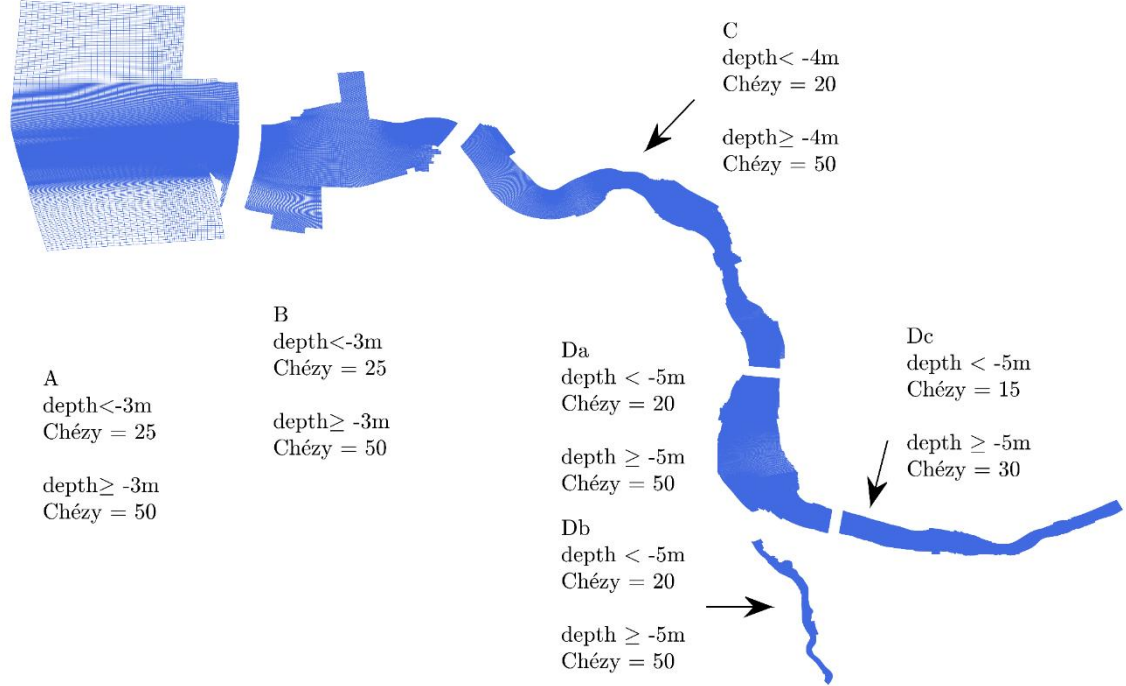 C
depth< -4m
Chézy = 20
depth≥ -4m
Chézy = 50
B
depth<-3m
Chézy = 25
depth≥ -3m
Chézy = 50
A
depth<-3m
Chézy = 25
depth≥ -3m
Chézy = 50
Da
depth < -5m
Chézy = 20
depth ≥ -5m
Chézy = 50
Dc
depth < -5m
Chézy = 15
depth ≥ -5m
Chézy = 30
Db
depth < -5m
Chézy = 20
depth ≥ -5m
Chézy = 50